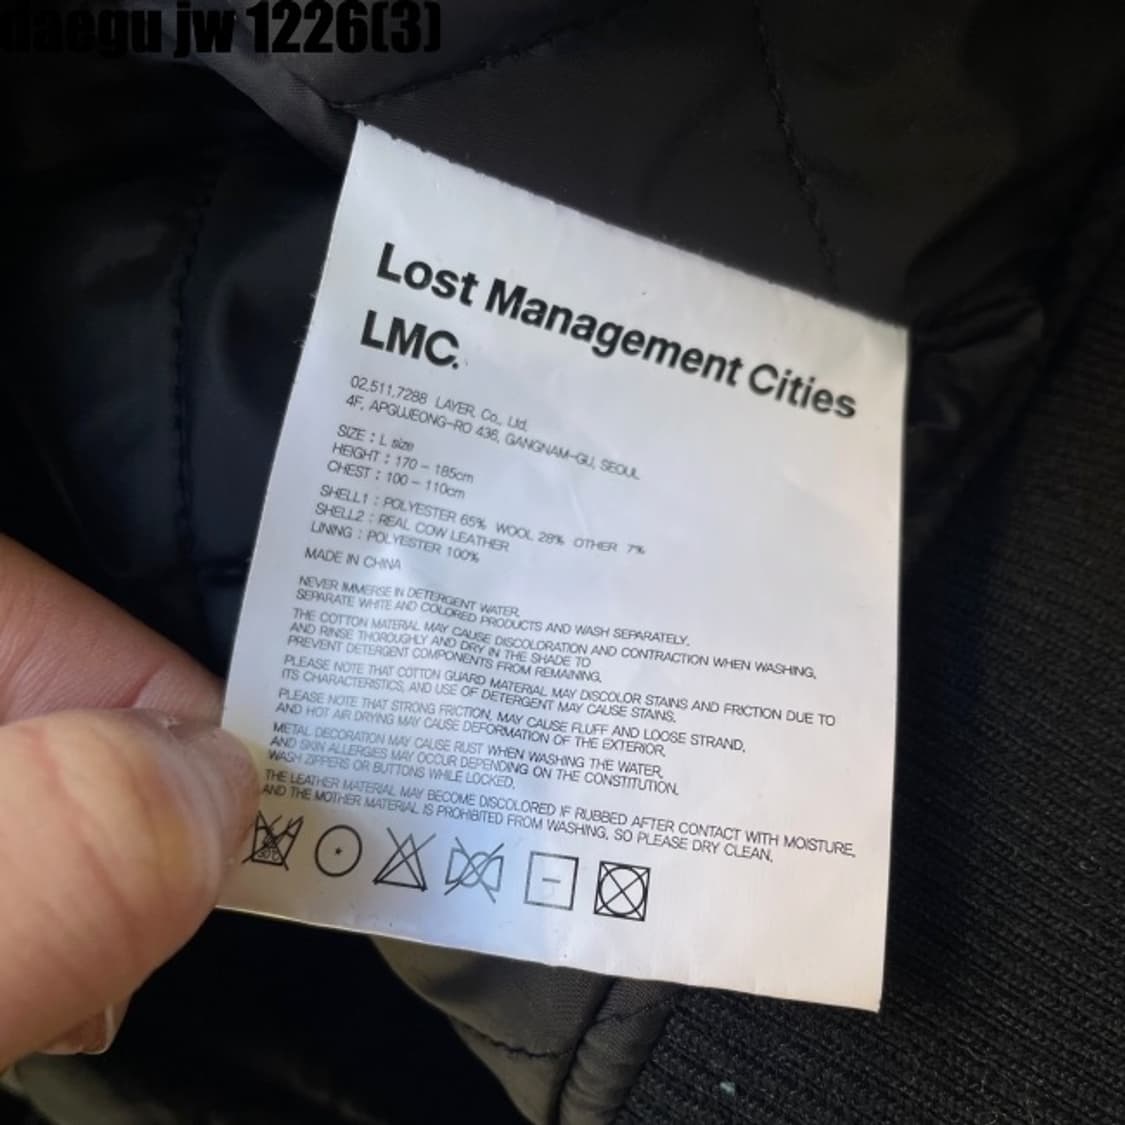 daegu jw 1226(3)
Lost Management Cities
LMC.
02.511.7288 LAYER Co., Ltd.
4F, APGUJEONG-RO 436, GANGNAM-GU, SEOUL
SIZE : L size
HEIGHT : 170 - 185cm
CHEST : 100 - 110cm
SHELL1 : POLYESTER 65% WOOL 28% OTHER 7%
SHELL2 : REAL COW LEATHER
LINING : POLYESTER 100%
MADE IN CHINA
NEVER IMMERSE IN DETERGENT WATER.
SEPARATE WHITE AND COLORED PRODUCTS AND WASH SEPARATELY.
THE COTTON MATERIAL MAY CAUSE DISCOLORATION AND CONTRACTION WHEN WASHING,
AND RINSE THOROUGHLY AND DRY IN THE SHADE TO
PREVENT DETERGENT COMPONENTS FROM REMAINING.
PLEASE NOTE THAT COTTON GUARD MATERIAL MAY DISCOLOR STAINS AND FRICTION DUE TO
ITS CHARACTERISTICS, AND USE OF DETERGENT MAY CAUSE STAINS.
PLEASE NOTE THAT STRONG FRICTION, MAY CAUSE FLUFF AND LOOSE STRAND,
AND HOT AIR DRYING MAY CAUSE DEFORMATION OF THE EXTERIOR.
METAL DECORATION MAY CAUSE RUST WHEN WASHING THE WATER,
AND SKIN ALLERGIES MAY OCCUR DEPENDING ON THE CONSTITUTION.
WASH ZIPPERS OR BUTTONS WHILE LOCKED.
THE LEATHER MATERIAL MAY BECOME DISCOLORED IF RUBBED AFTER CONTACT WITH MOISTURE,
AND THE MOTHER MATERIAL IS PROHIBITED FROM WASHING, SO PLEASE DRY CLEAN.